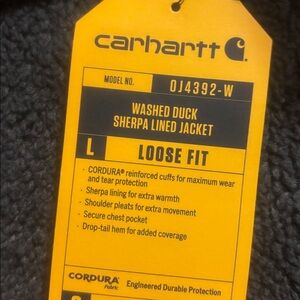 carhartt
MODEL NO. OJ4392-W
WASHED DUCK
SHERPA LINED JACKET
L LOOSE FIT
· CORDURA® reinforced cuffs for maximum wear
and tear protection
· Sherpa lining for extra warmth
· Shoulder pleats for extra movement
· Secure chest pocket
· Drop-tail hem for added coverage
CORDURA Engineered Durable Protection
Fabric